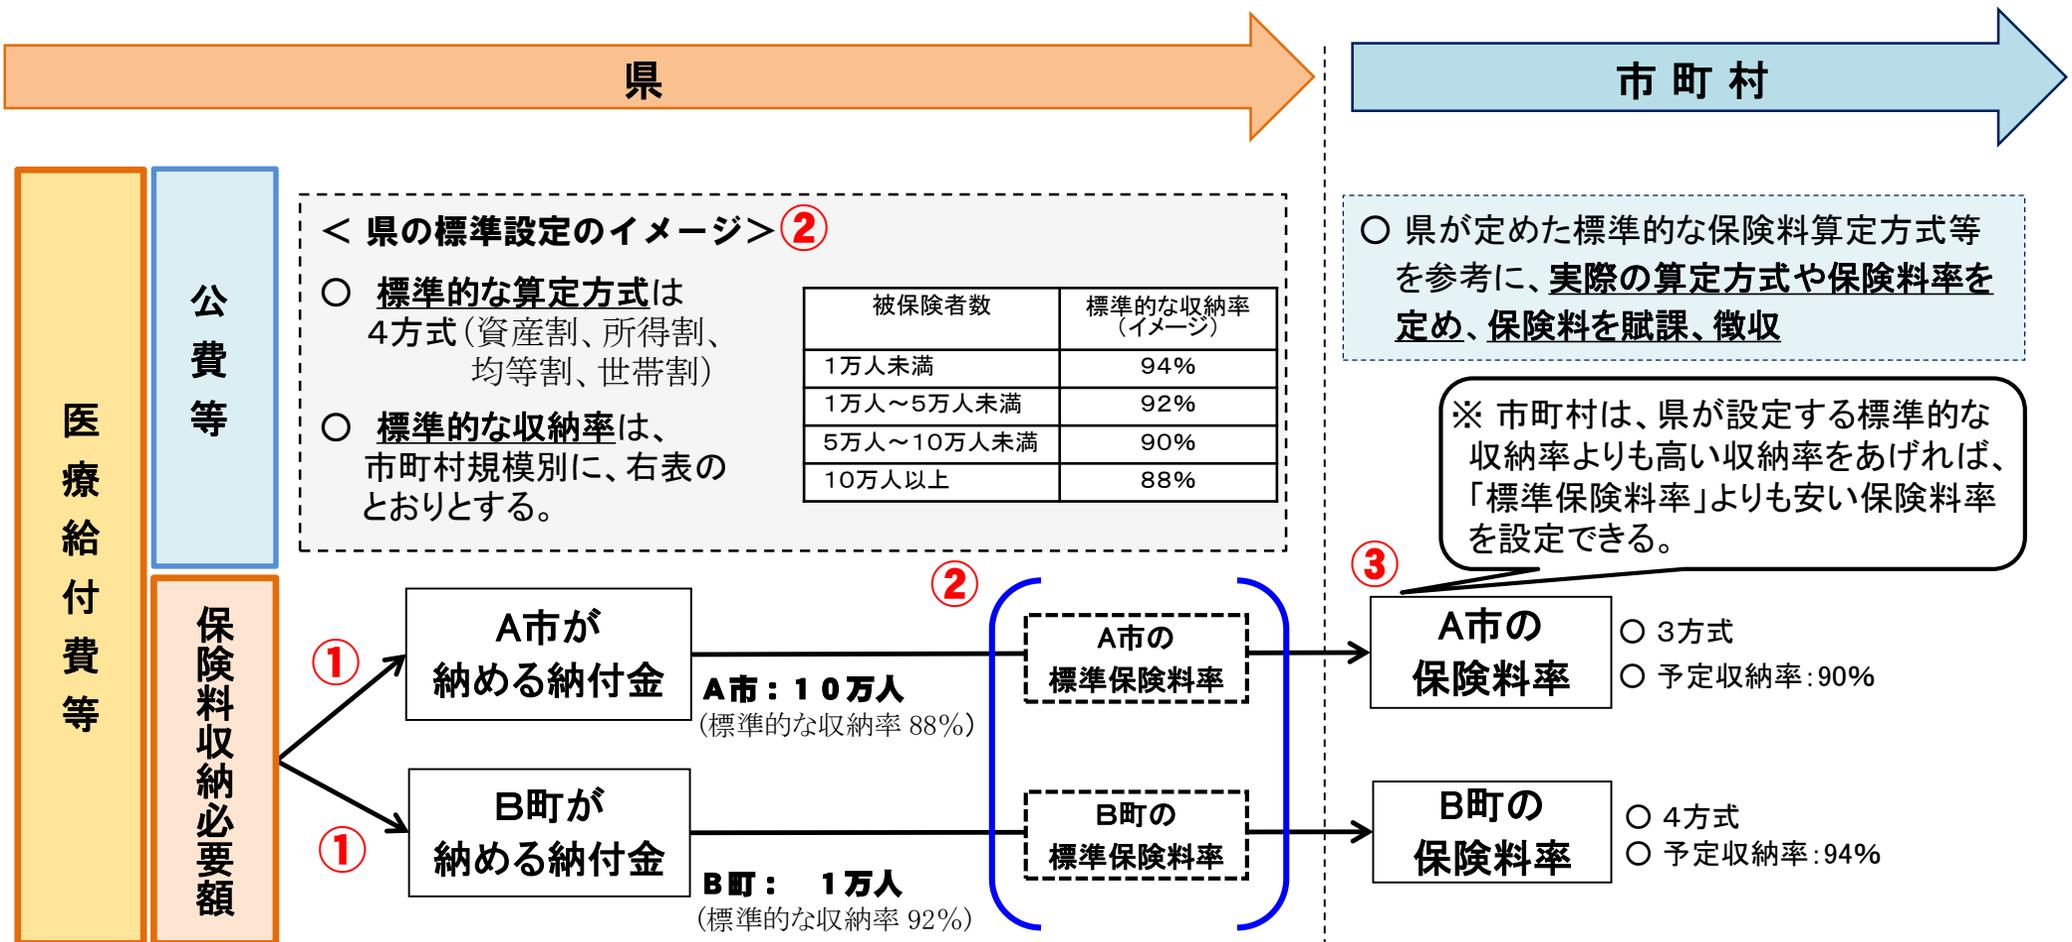 県
市町村
医療給付費等
公費等
保険料収納必要額
＜ 県の標準設定のイメージ＞②
○ 標準的な算定方式は
4方式（資産割、所得割、
均等割、世帯割）
○ 標準的な収納率は、
市町村規模別に、右表の
とおりとする。
被保険者数 標準的な収納率
（イメージ）
1万人未満 94%
1万人～5万人未満 92%
5万人～10万人未満 90%
10万人以上 88%
○ 県が定めた標準的な保険料算定方式等
を参考に、実際の算定方式や保険料率を
定め、保険料を賦課、徴収
※ 市町村は、県が設定する標準的な
収納率よりも高い収納率をあげれば、
「標準保険料率」よりも安い保険料率
を設定できる。
①
A市が
納める納付金
A市：１０万人
（標準的な収納率 88%）
②
A市の
標準保険料率
③
A市の
保険料率
○ 3方式
○ 予定収納率：90%
①
B町が
納める納付金
B町：　1万人
（標準的な収納率 92%）
B町の
標準保険料率
B町の
保険料率
○ 4方式
○ 予定収納率：94%